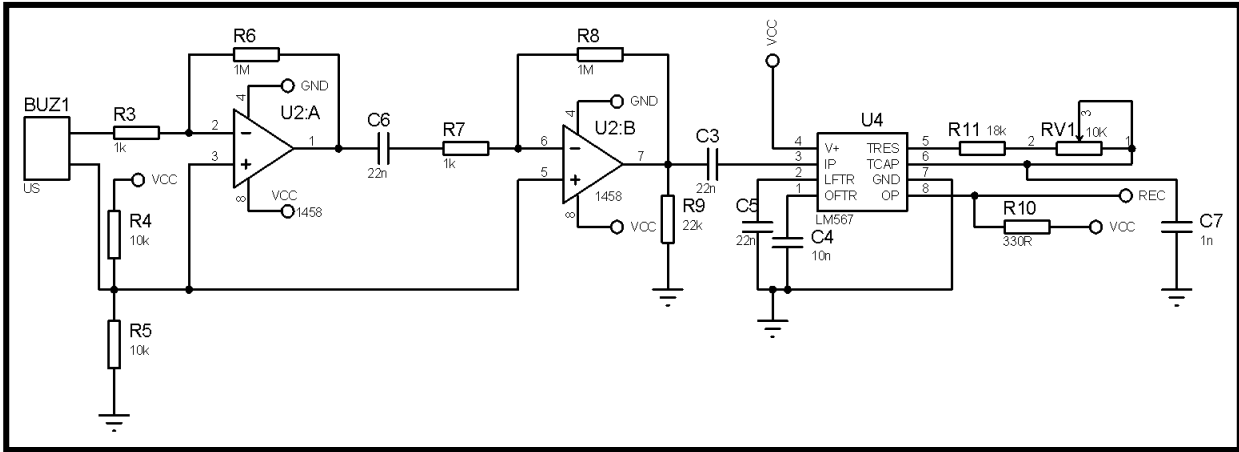 BUZ1
US
R3
1k
R6
1M
4
GND
U2:A
2
3
1
8
VCC
1458
VCC
R4
10k
R5
10k
C6
22n
R7
1k
R8
1M
4
GND
U2:B
6
5
7
8
1458
VCC
R9
22k
C3
22n
VCC
U4
4
3
2
1
V+
IP
LFTR
OFTR
TRES
TCAP
GND
OP
5
6
7
8
LM567
C5
22n
C4
10n
R11
18k
2
RV1
10K
3
1
REC
R10
330R
VCC
C7
1n